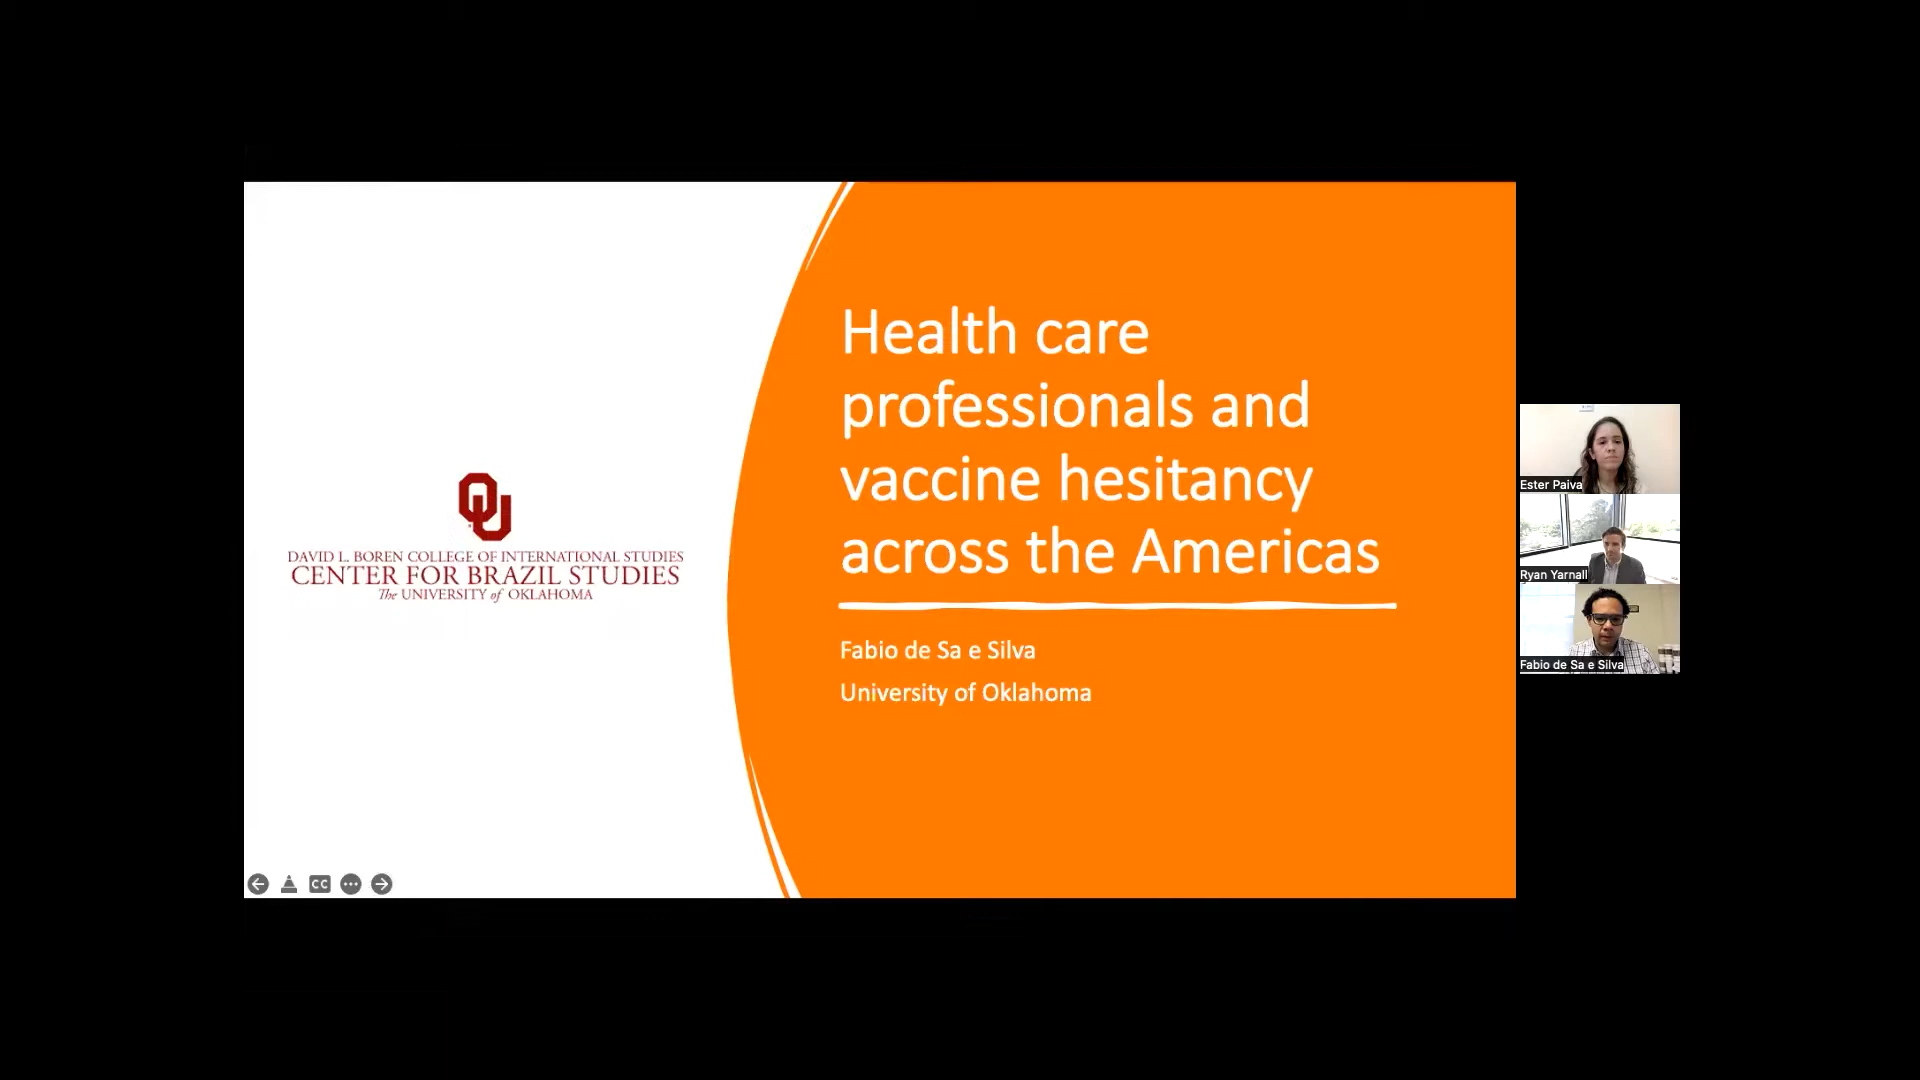 Health care
professionals and
vaccine hesitancy
across the Americas
Fabio de Sa e Silva
University of Oklahoma
OU
DAVID L. BOREN COLLEGE OF INTERNATIONAL STUDIES
CENTER FOR BRAZIL STUDIES
The UNIVERSITY of OKLAHOMA
CC
Ester Paiva
Ryan Yarnall
Fabio de Sa e Silva